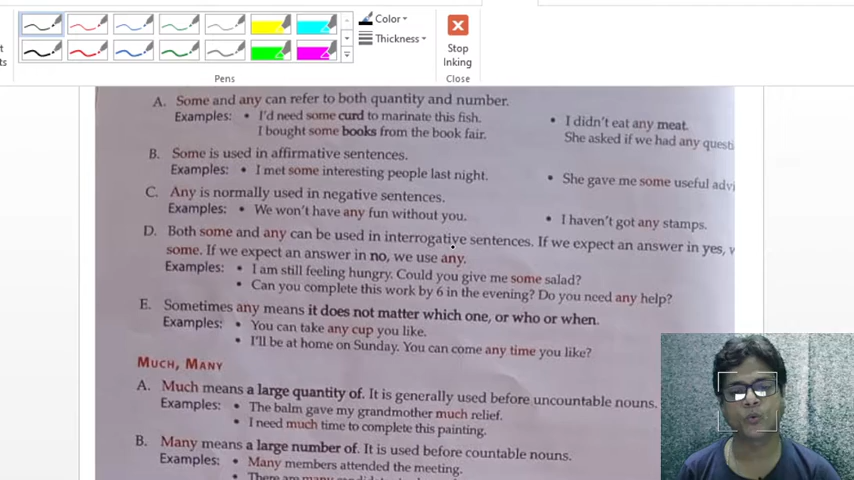 Color
Thickness
Stop
Inking
Pens
Close
A. Some and any can refer to both quantity and number.
Examples: • I'd need some curd to marinate this fish.
I bought some books from the book fair.
• I didn't eat any meat.
She asked if we had any questi
B. Some is used in affirmative sentences.
Examples: • I met some interesting people last night.
• She gave me some useful advi
C. Any is normally used in negative sentences.
Examples: • We won't have any fun without you.
• I haven't got any stamps.
D. Both some and any can be used in interrogative sentences. If we expect an answer in yes, w
some. If we expect an answer in no, we use any.
Examples: • I am still feeling hungry. Could you give me some salad?
• Can you complete this work by 6 in the evening? Do you need any help?
E. Sometimes any means it does not matter which one, or who or when.
Examples: • You can take any cup you like.
• I'll be at home on Sunday. You can come any time you like?
MUCH, MANY
A. Much means a large quantity of. It is generally used before uncountable nouns.
Examples: • The balm gave my grandmother much relief.
• I need much time to complete this painting.
B. Many means a large number of. It is used before countable nouns.
Examples: • Many members attended the meeting.
• There are many